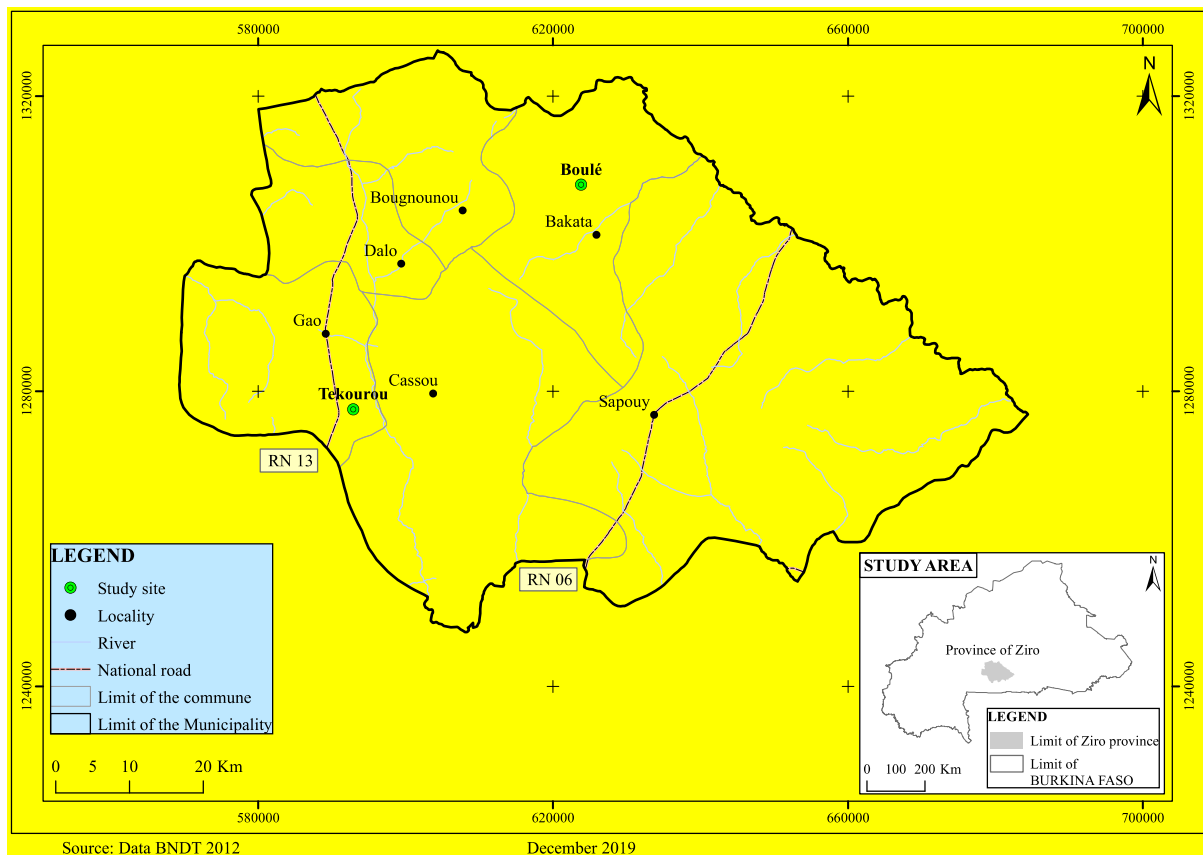 580000
620000
660000
700000
1320000
1320000
N
Boulé
Bougnounou
Bakata
Dalo
Gao
Cassou
1280000
1280000
Tekourou
Sapouy
RN 13
RN 06
LEGEND
Study site
Locality
River
National road
Limit of the commune
Limit of the Municipality
0 5 10 20 Km
STUDY AREA
N
Province of Ziro
LEGEND
Limit of Ziro province
Limit of
BURKINA FASO
0 100 200 Km
1240000
1240000
580000
620000
660000
700000
Source: Data BNDT 2012
December 2019